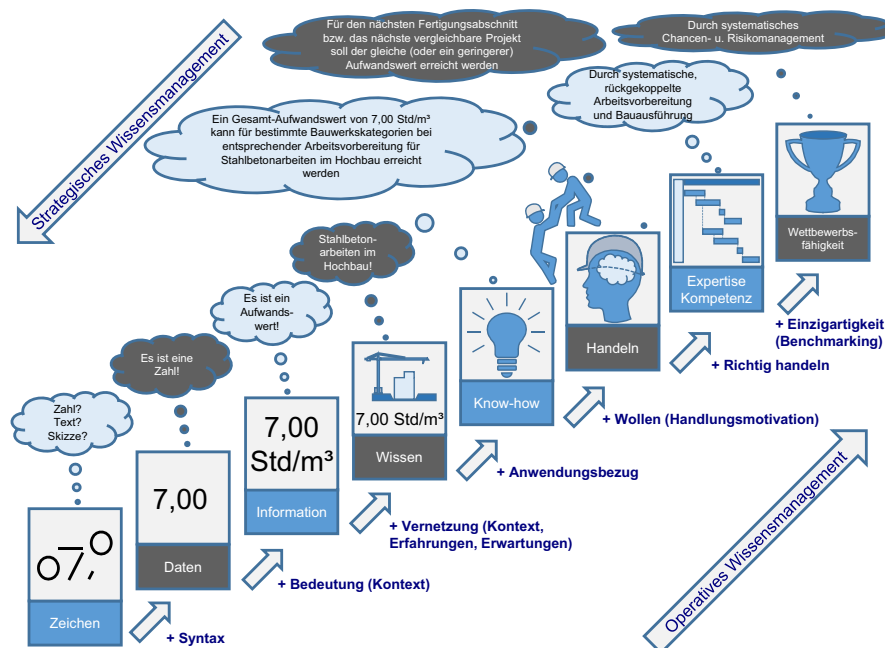 Für den nächsten Fertigungsabschnitt
bzw. das nächste vergleichbare Projekt
soll der gleiche (oder ein geringerer)
Aufwandswert erreicht werden
Durch systematisches
Chancen- u. Risikomanagement
Strategisches Wissensmanagement
Ein Gesamt-Aufwandswert von 7,00 Std/m³
kann für bestimmte Bauwerkskategorien bei
entsprechender Arbeitsvorbereitung für
Stahlbetonarbeiten im Hochbau erreicht
werden
Durch systematische,
rückgekoppelte
Arbeitsvorbereitung
und Bauausführung
Stahlbeton-
arbeiten im
Hochbau!
Es ist ein
Aufwands-
wert!
Es ist eine
Zahl!
Zahl?
Text?
Skizze?
Wettbewerbs-
fähigkeit
+ Einzigartigkeit
(Benchmarking)
Expertise
Kompetenz
+ Richtig handeln
Handeln
+ Wollen (Handlungsmotivation)
Know-how
+ Anwendungsbezug
7,00 Std/m³
Wissen
+ Vernetzung (Kontext,
Erfahrungen, Erwartungen)
7,00
Std/m³
Information
+ Bedeutung (Kontext)
7,00
Daten
+ Syntax
Zeichen
Operatives Wissensmanagement